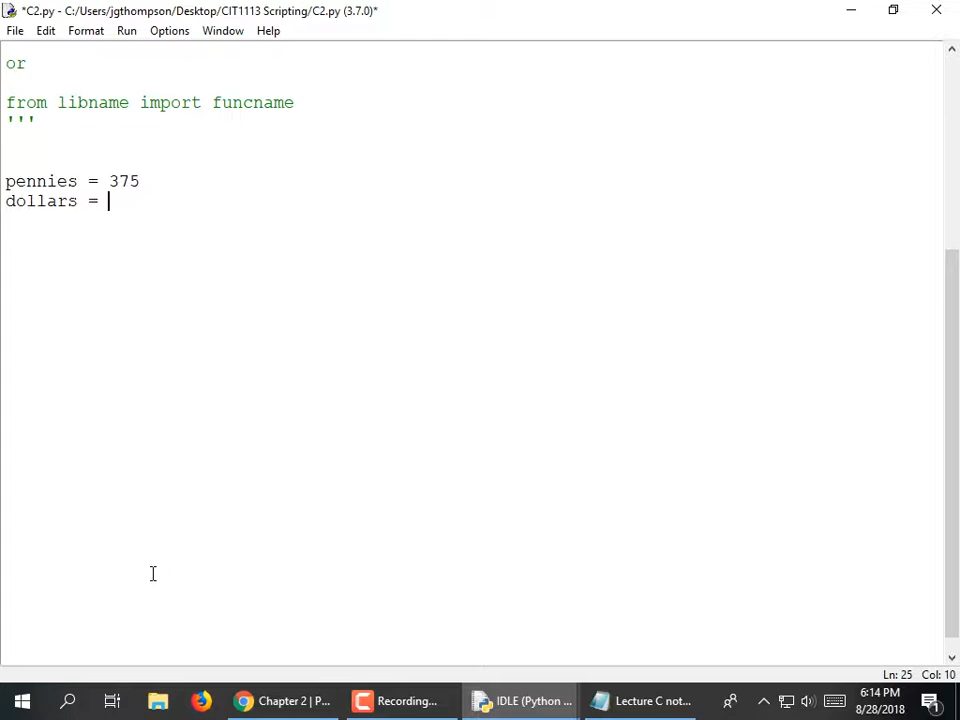 *C2.py - C:/Users/jgthompson/Desktop/CIT1113 Scripting/C2.py (3.7.0)*
File Edit Format Run Options Window Help
or
from libname import funcname
'''
pennies = 375
dollars =
Ln: 25 Col: 10
Chapter 2 | P...
Recording...
IDLE (Python ...
Lecture C not...
6:14 PM
8/28/2018
1